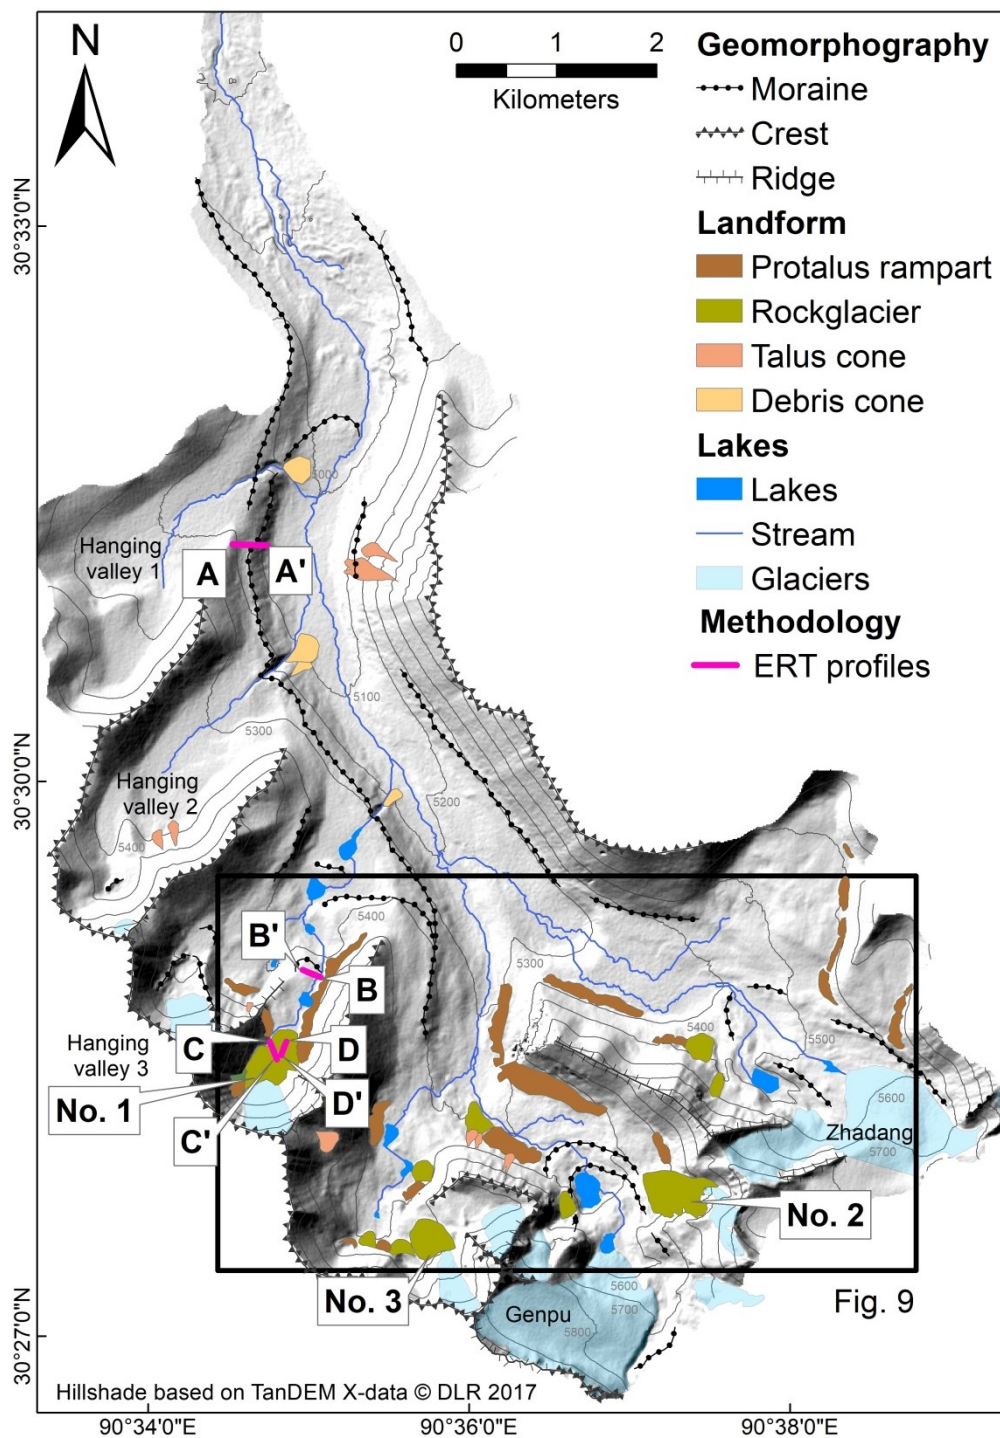 N
0 1 2
Kilometers
Geomorphography
Moraine
Crest
Ridge
Landform
Protalus rampart
Rockglacier
Talus cone
Debris cone
Lakes
Lakes
Stream
Glaciers
Methodology
ERT profiles
30°33'0"N
5000
Hanging
valley 1
A
A'
5100
5300
30°30'0"N
Hanging
valley 2
5200
5400
5400
B'
B
5300
5400
5500
Hanging
valley 3
C
D
No. 1
D'
C'
5600
Zhadang
5700
No. 2
No. 3
5600
5700
Genpu
5800
Fig. 9
30°27'0"N
Hillshade based on TanDEM X-data © DLR 2017
90°34'0"E 90°36'0"E 90°38'0"E